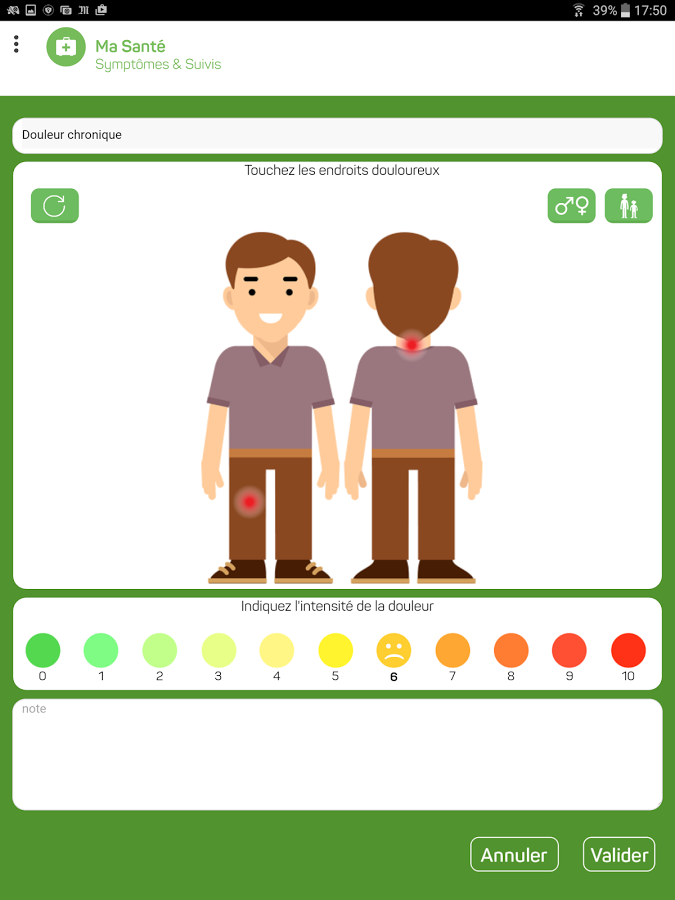 39% 17:50
Ma Santé
Symptômes & Suivis
Douleur chronique
Touchez les endroits douloureux
Indiquez l'intensité de la douleur
0 1 2 3 4 5 6 7 8 9 10
note
Annuler Valider